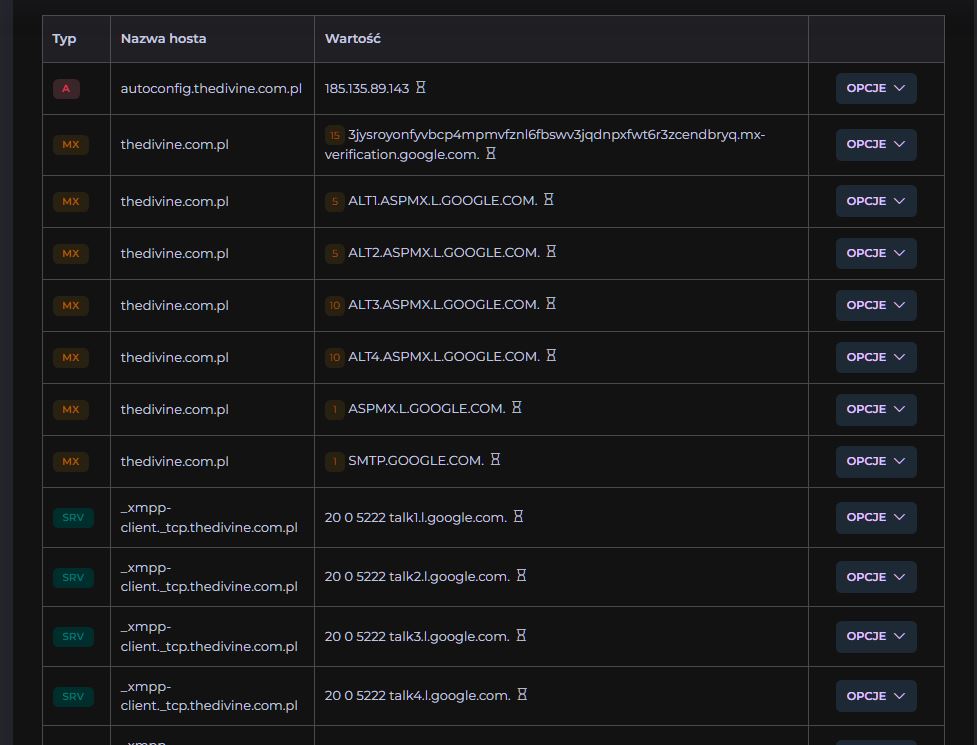 Typ Nazwa hosta Wartość
A autoconfig.thedivine.com.pl 185.135.89.143 OPCJE
MX thedivine.com.pl 15 3jysroyonfyvbcp4mpmvfznl6fbswv3jqdnpxfwt6r3zcendbryq.mx-
verification.google.com. OPCJE
MX thedivine.com.pl 5 ALT1.ASPMX.L.GOOGLE.COM. OPCJE
MX thedivine.com.pl 5 ALT2.ASPMX.L.GOOGLE.COM. OPCJE
MX thedivine.com.pl 10 ALT3.ASPMX.L.GOOGLE.COM. OPCJE
MX thedivine.com.pl 10 ALT4.ASPMX.L.GOOGLE.COM. OPCJE
MX thedivine.com.pl 1 ASPMX.L.GOOGLE.COM. OPCJE
MX thedivine.com.pl 1 SMTP.GOOGLE.COM. OPCJE
SRV _xmpp-
client._tcp.thedivine.com.pl 20 0 5222 talk1.l.google.com. OPCJE
SRV _xmpp-
client._tcp.thedivine.com.pl 20 0 5222 talk2.l.google.com. OPCJE
SRV _xmpp-
client._tcp.thedivine.com.pl 20 0 5222 talk3.l.google.com. OPCJE
SRV _xmpp-
client._tcp.thedivine.com.pl 20 0 5222 talk4.l.google.com. OPCJE